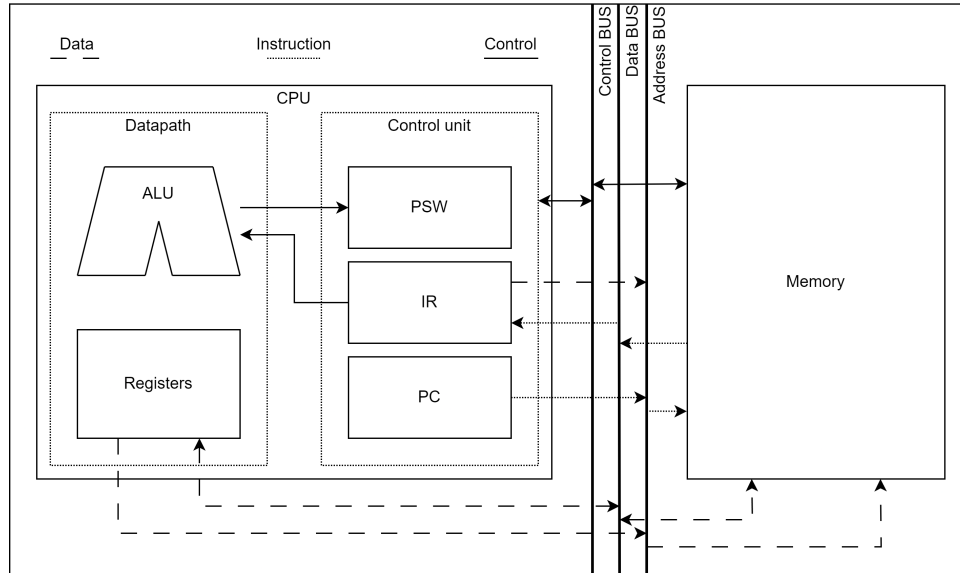 Data
Instruction
Control
Control BUS
Data BUS
Address BUS
CPU
Datapath
Control unit
ALU
PSW
Memory
IR
Registers
PC